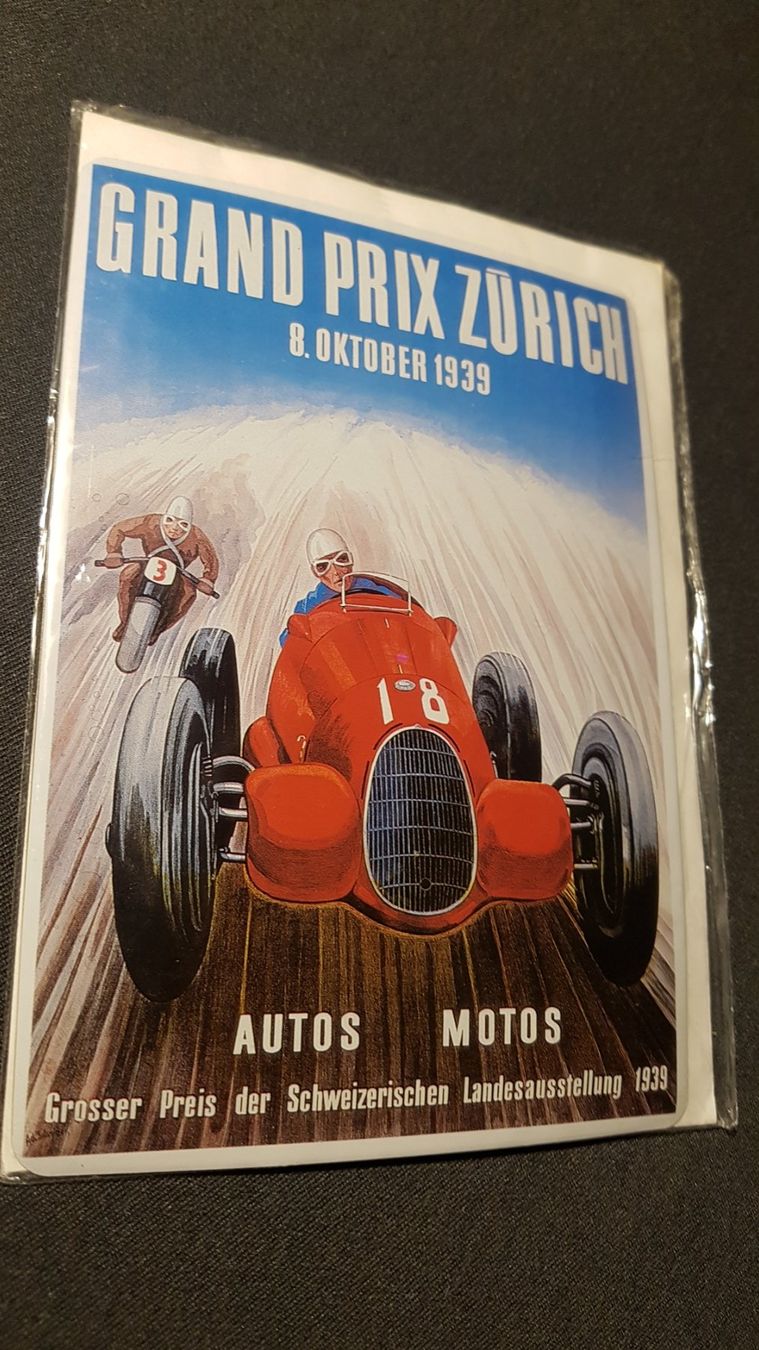 GRAND PRIX ZÜRICH
8. OKTOBER 1939
3
18
AUTOS MOTOS
Grosser Preis der Schweizerischen Landesausstellung 1939